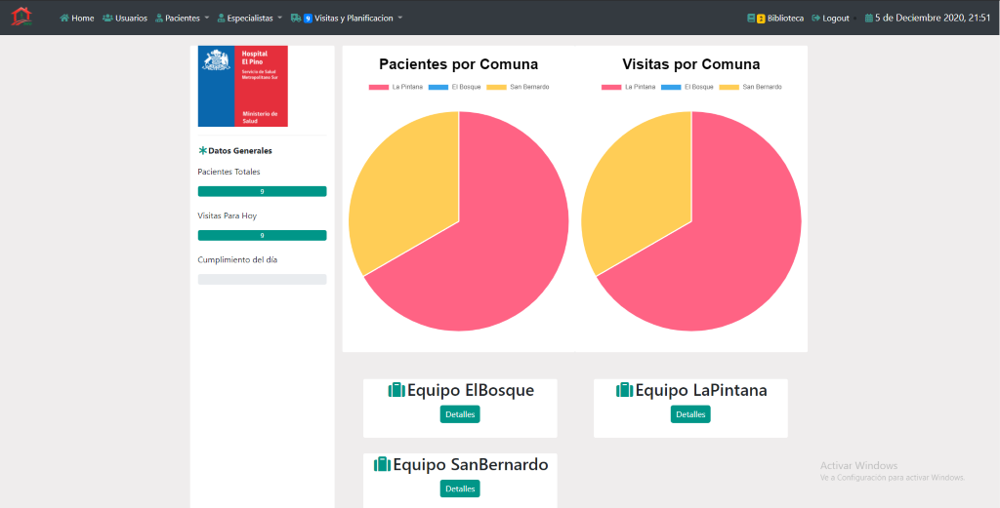 Home Usuarios Pacientes Especialistas 9 Visitas y Planificacion 1 Biblioteca Logout 5 de Deciembre 2020, 21:51
Hospital
El Pino
Servicio de Salud
Metropolitano Sur
Ministerio de
Salud
Datos Generales
Pacientes Totales
9
Visitas Para Hoy
9
Cumplimiento del día
Pacientes por Comuna
La Pintana El Bosque San Bernardo
Visitas por Comuna
La Pintana El Bosque San Bernardo
Equipo ElBosque
Detalles
Equipo LaPintana
Detalles
Equipo SanBernardo
Detalles
Activar Windows
Ve a Configuración para activar Windows.